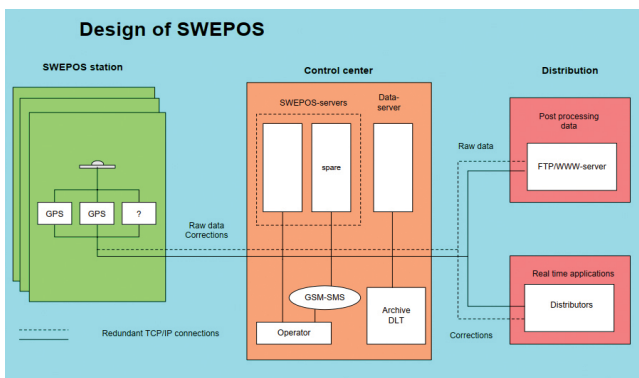 Design of SWEPOS
SWEPOS station
Control center
Distribution
SWEPOS-servers
Data-
server
spare
GPS
GPS
?
Raw data
Corrections
GSM-SMS
Operator
Archive
DLT
Raw data
Post processing
data
FTP/WWW-server
Real time applications
Distributors
Corrections
Redundant TCP/IP connections